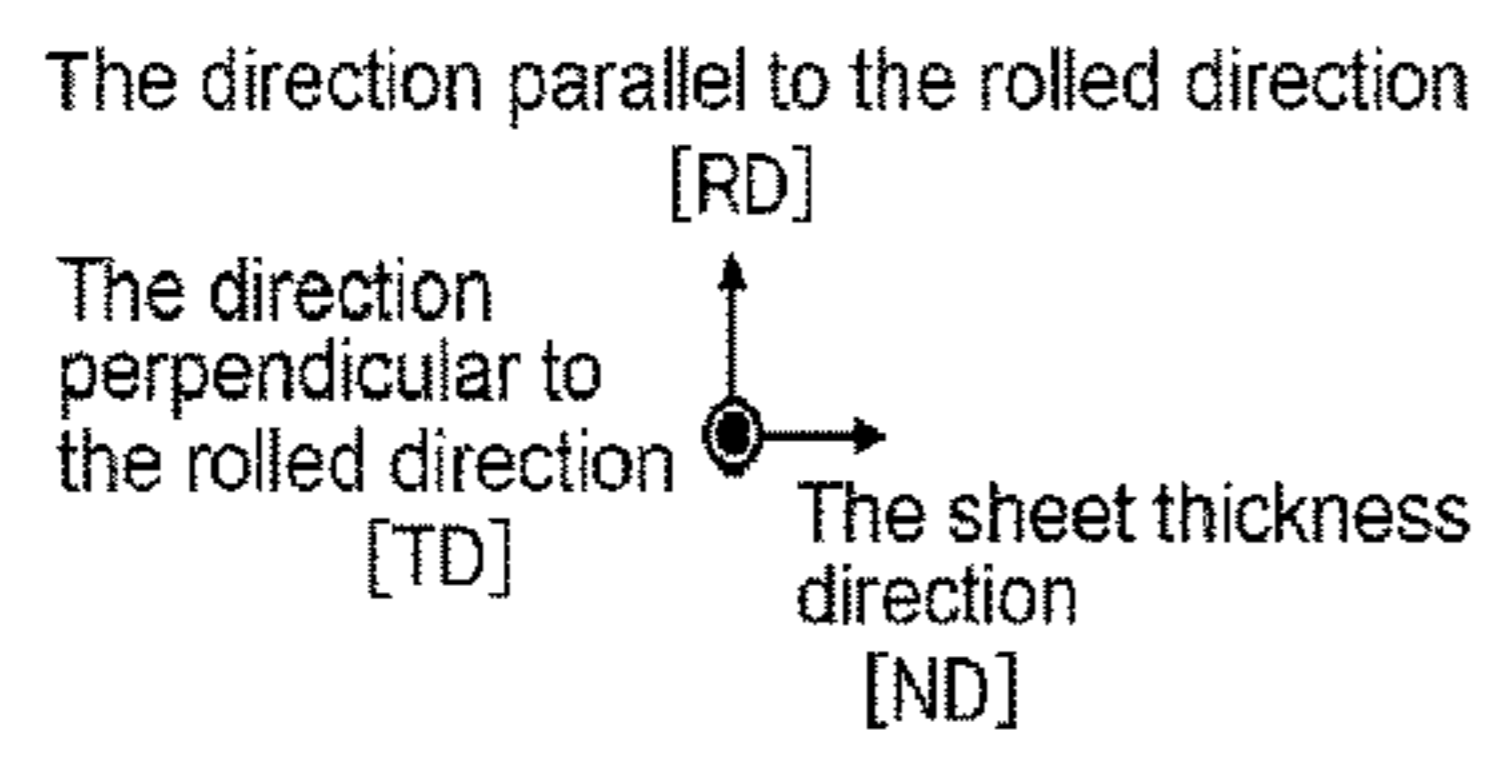 The direction parallel to the rolled direction
[RD]
The direction
perpendicular to
the rolled direction
[TD]
The sheet thickness
direction
[ND]